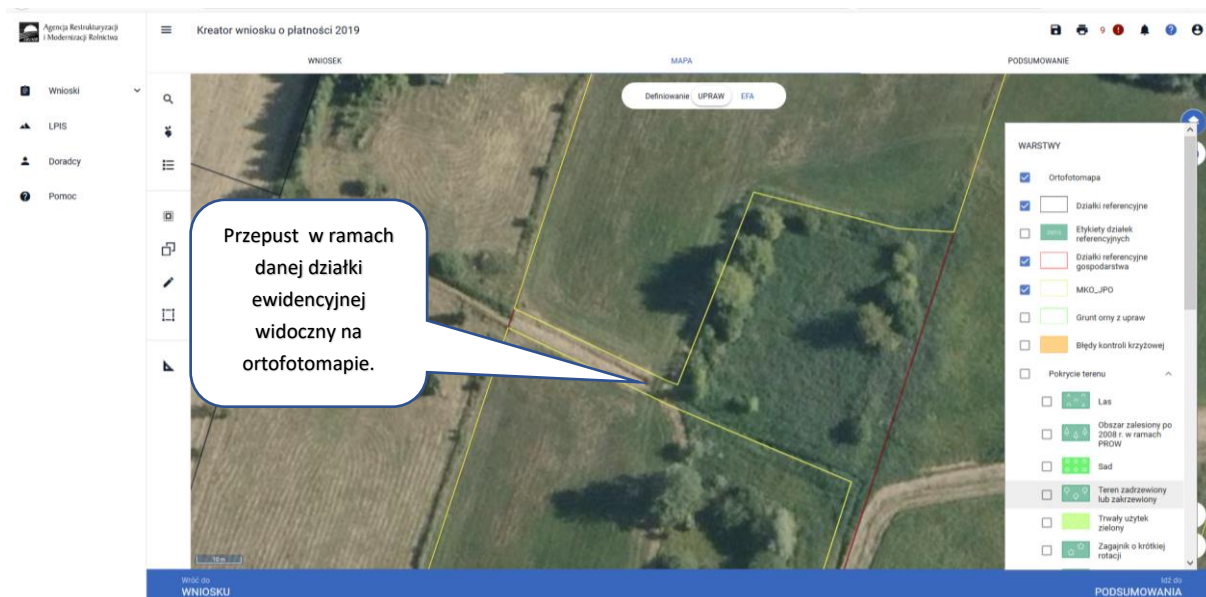 Agencja Restrukturyzacji
i Modernizacji Rolnictwa
Kreator wniosku o płatności 2019
9
WNIOSEK
MAPA
PODSUMOWANIE
Wnioski
LPIS
Doradcy
Pomoc
Definiowanie UPRAW EFA
Przepust w ramach
danej działki
ewidencyjnej
widoczny na
ortofotomapie.
WARSTWY
Ortofotomapa
Działki referencyjne
Etykiety działek
referencyjnych
Działki referencyjne
gospodarstwa
MKO_JPO
Grunt orny z upraw
Błędy kontroli krzyżowej
Pokrycie terenu
Las
Obszar zalesiony po
2008 r. w ramach
PROW
Sad
Teren zadrzewiony
lub zakrzewiony
Trwały użytek
zielony
Zagajnik o krótkiej
rotacji
10 m
Wróć do
WNIOSKU
Idź do
PODSUMOWANIA